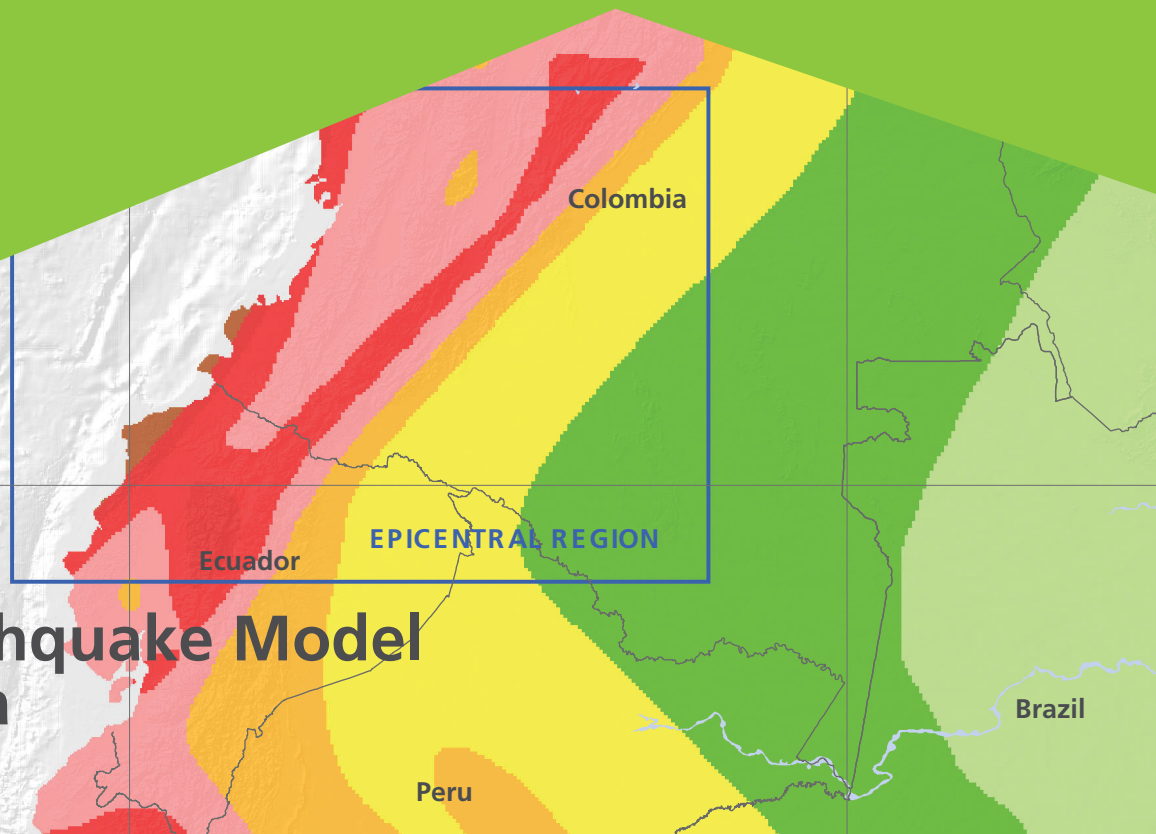 Colombia
EPICENTRAL REGION
Ecuador
hquake Model
Brazil
Peru